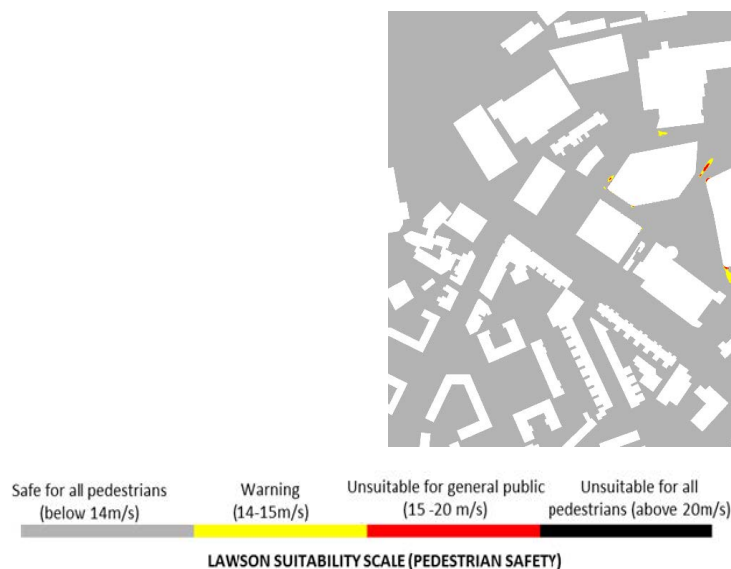 Safe for all pedestrians
(below 14m/s)
Warning
(14-15m/s)
Unsuitable for general public
(15 -20 m/s)
Unsuitable for all
pedestrians (above 20m/s)
LAWSON SUITABILITY SCALE (PEDESTRIAN SAFETY)